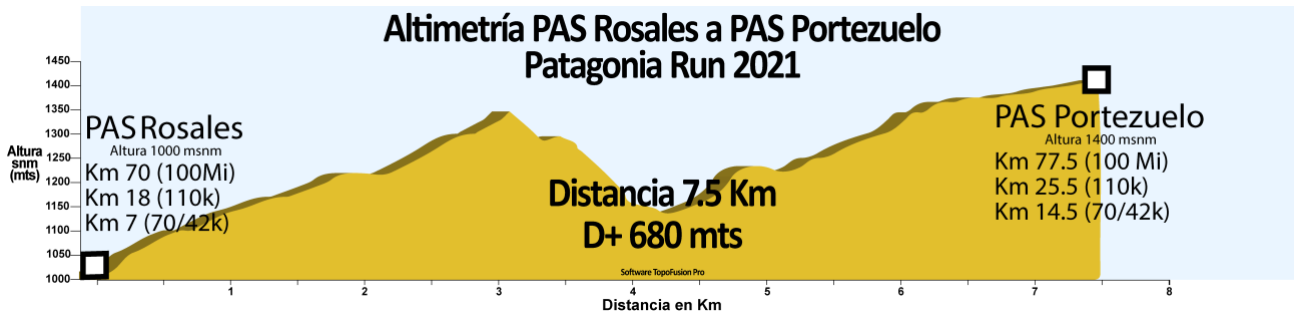 Altimetría PAS Rosales a PAS Portezuelo
Patagonia Run 2021
1450
1400
1350
1300
1250
1200
1150
1100
1050
1000
Altura
snm
(mts)
PAS Rosales
Altura 1000 msnm
Km 70 (100Mi)
Km 18 (110k)
Km 7 (70/42k)
PAS Portezuelo
Altura 1400 msnm
Km 77.5 (100 Mi)
Km 25.5 (110k)
Km 14.5 (70/42k)
Distancia 7.5 Km
D+ 680 mts
Software TopoFusion Pro
1 2 3 4 5 6 7 8
Distancia en Km